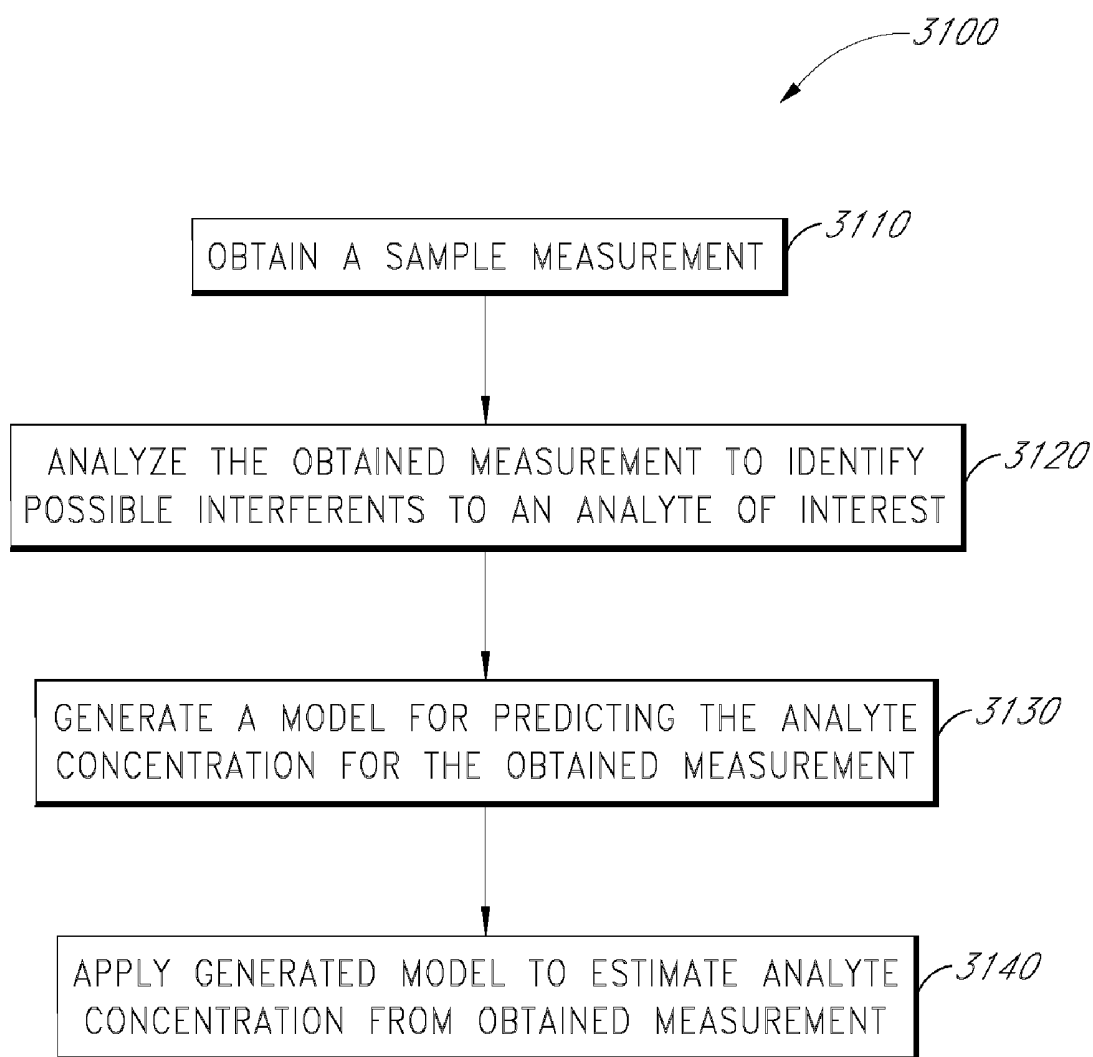 3100
OBTAIN A SAMPLE MEASUREMENT
3110
ANALYZE THE OBTAINED MEASUREMENT TO IDENTIFY
POSSIBLE INTERFERENTS TO AN ANALYTE OF INTEREST
3120
GENERATE A MODEL FOR PREDICTING THE ANALYTE
CONCENTRATION FOR THE OBTAINED MEASUREMENT
3130
APPLY GENERATED MODEL TO ESTIMATE ANALYTE
CONCENTRATION FROM OBTAINED MEASUREMENT
3140